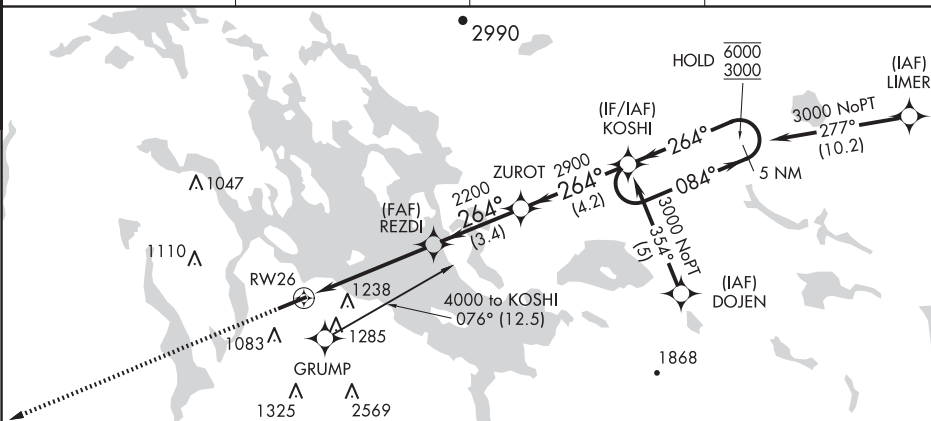 2990
HOLD 6000
3000
(IAF)
LIMER
(IF/IAF)
KOSHI
3000 NoPT
277°
(10.2)
264°
084°
5 NM
ZUROT
2900
264°
(4.2)
2200
264°
(3.4)
(FAF)
REZDI
3000 NoPT
354°
(5)
(IAF)
DOJEN
1047
1110
RW26
1238
4000 to KOSHI
076° (12.5)
1083
1285
GRUMP
1868
1325
2569